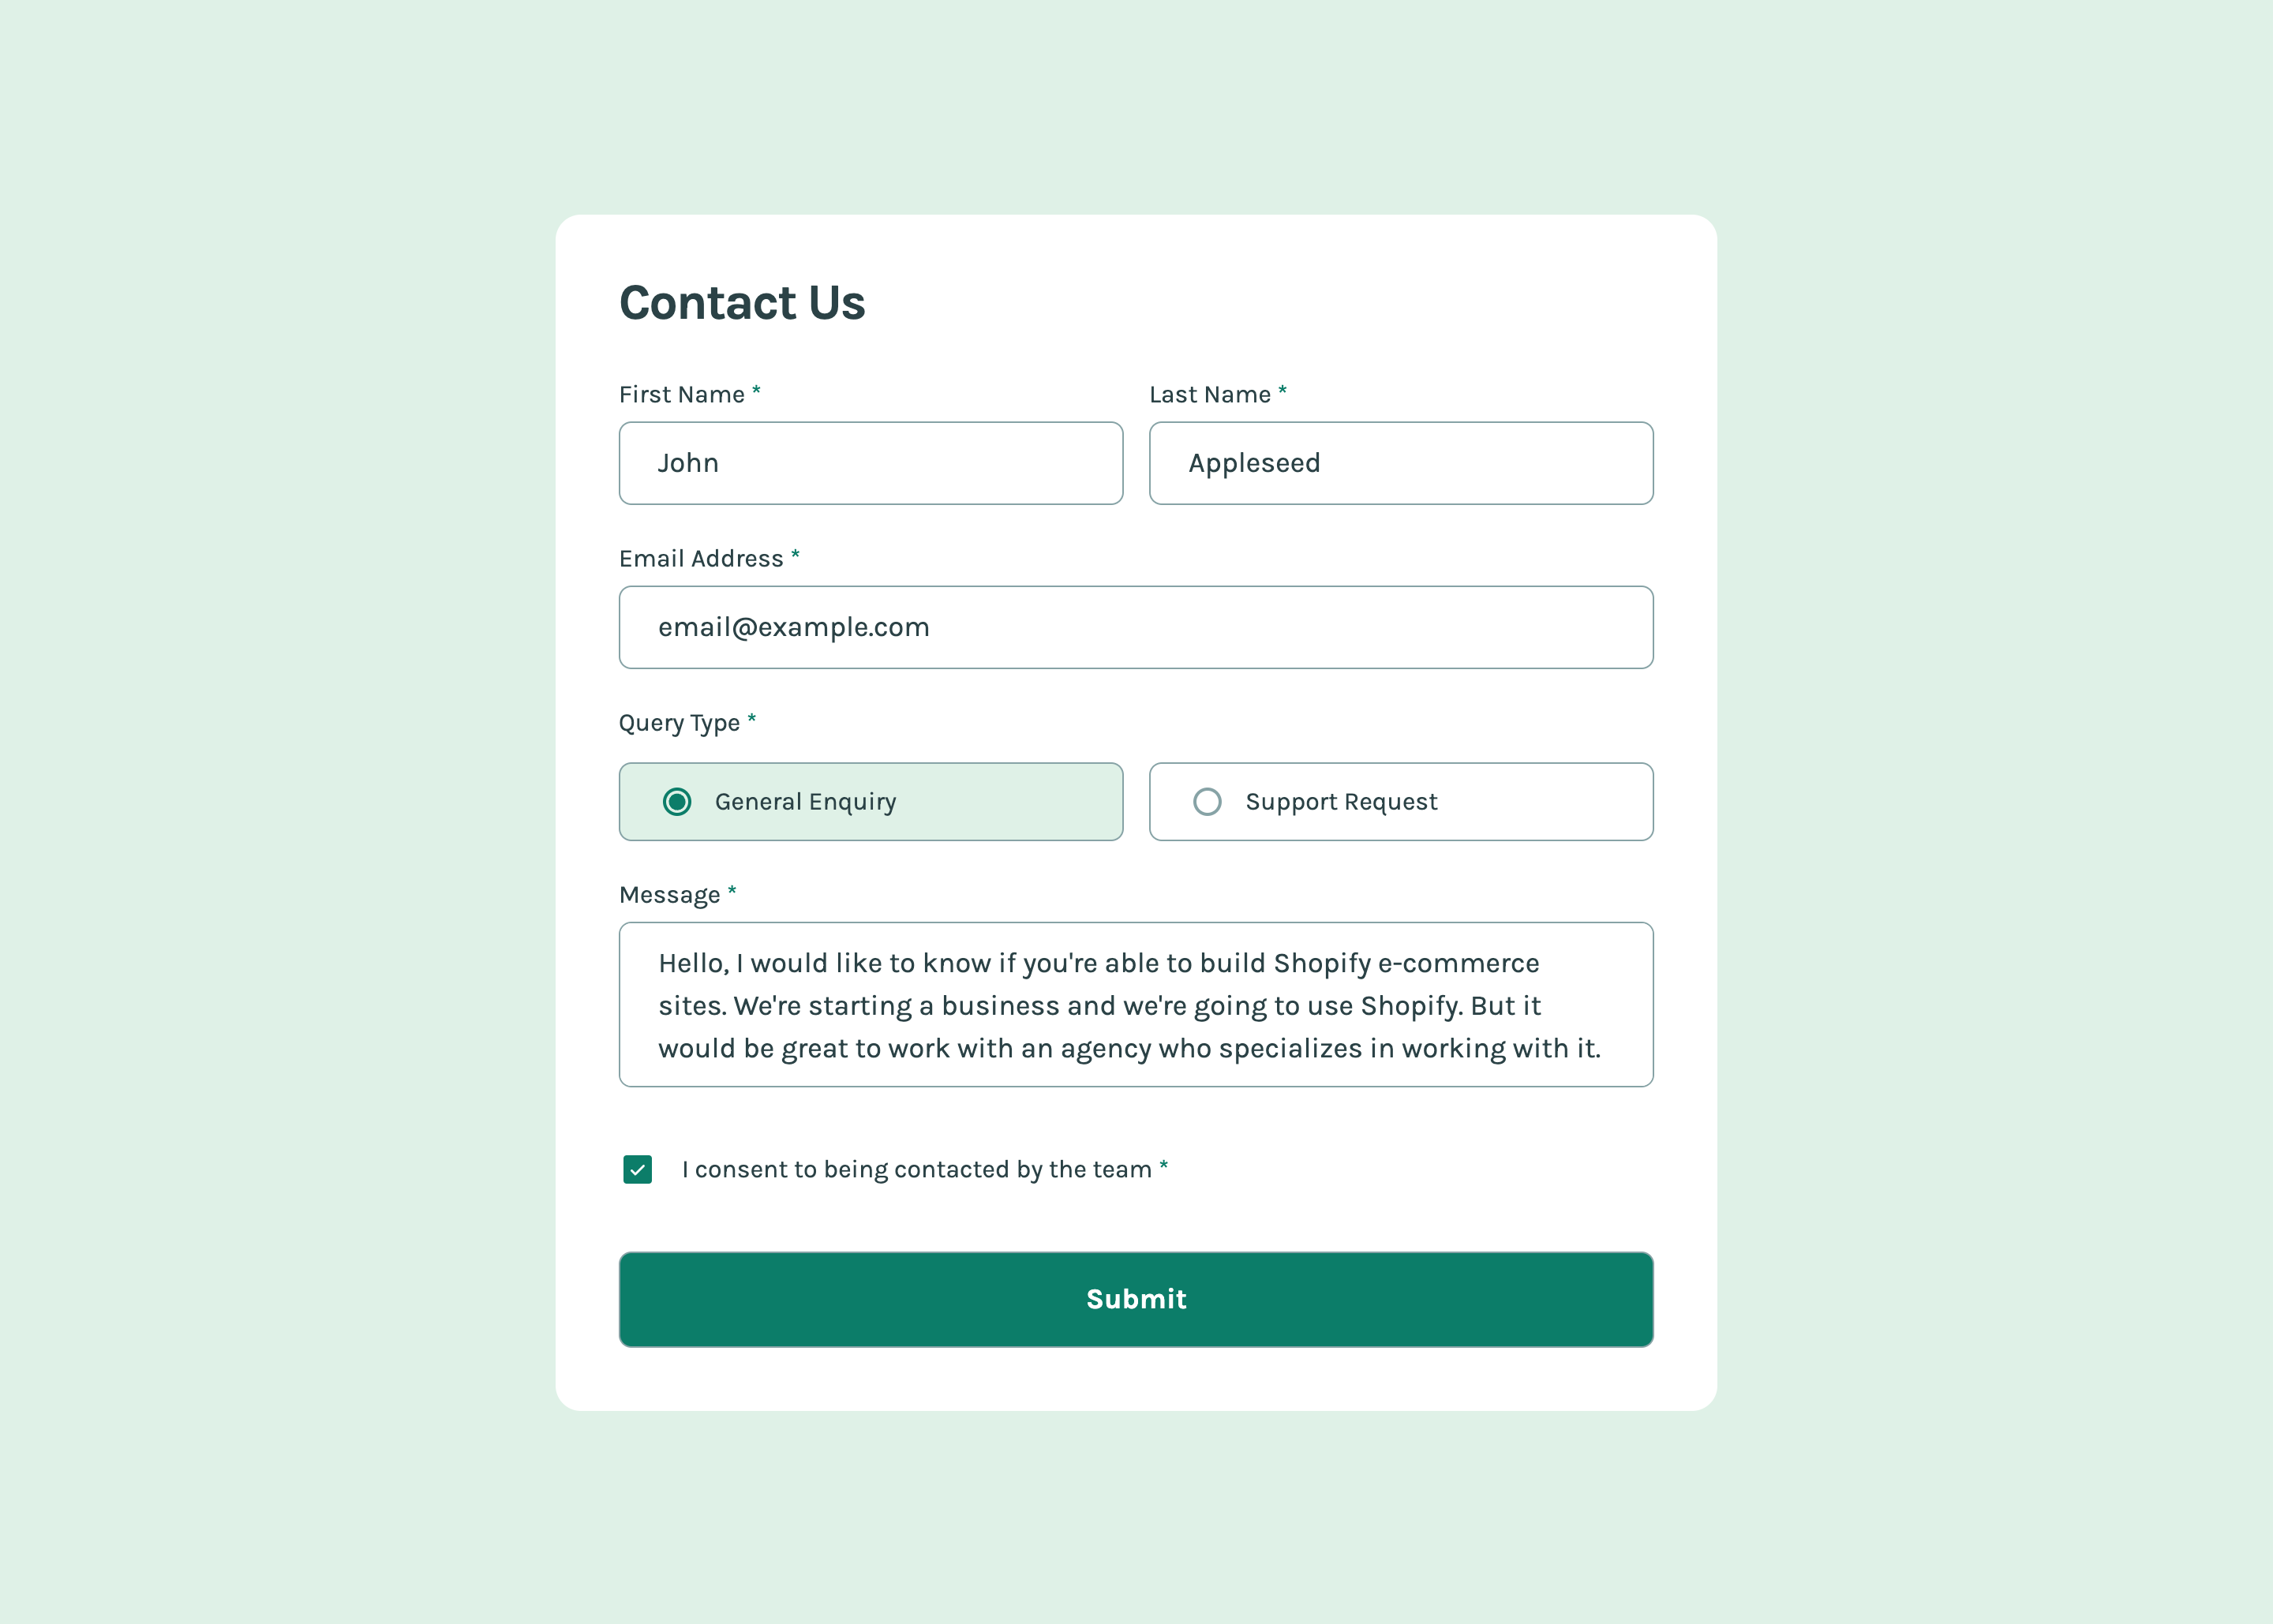 Contact Us
First Name *
Last Name *
John
Appleseed
Email Address *
email@example.com
Query Type *
General Enquiry
Support Request
Message *
Hello, I would like to know if you're able to build Shopify e-commerce
sites. We're starting a business and we're going to use Shopify. But it
would be great to work with an agency who specializes in working with it.
I consent to being contacted by the team *
Submit